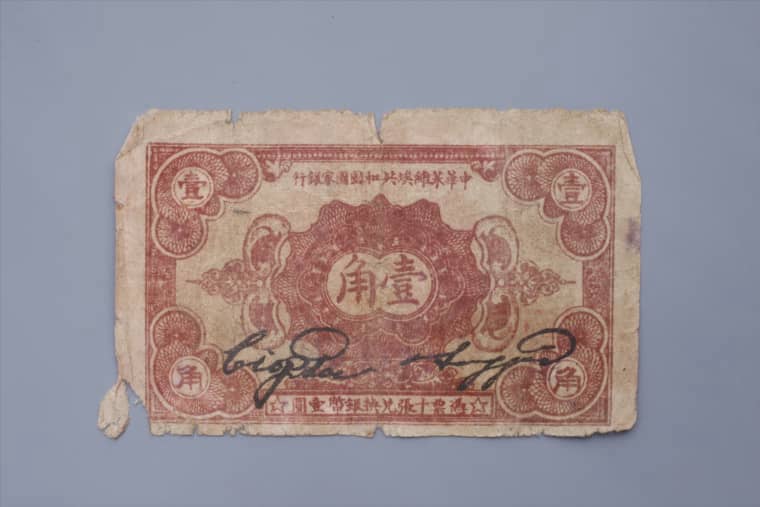 中華蘇維埃共和國國家銀行
壹 壹
壹角
角 角
憑票十張兌換銀幣壹圓